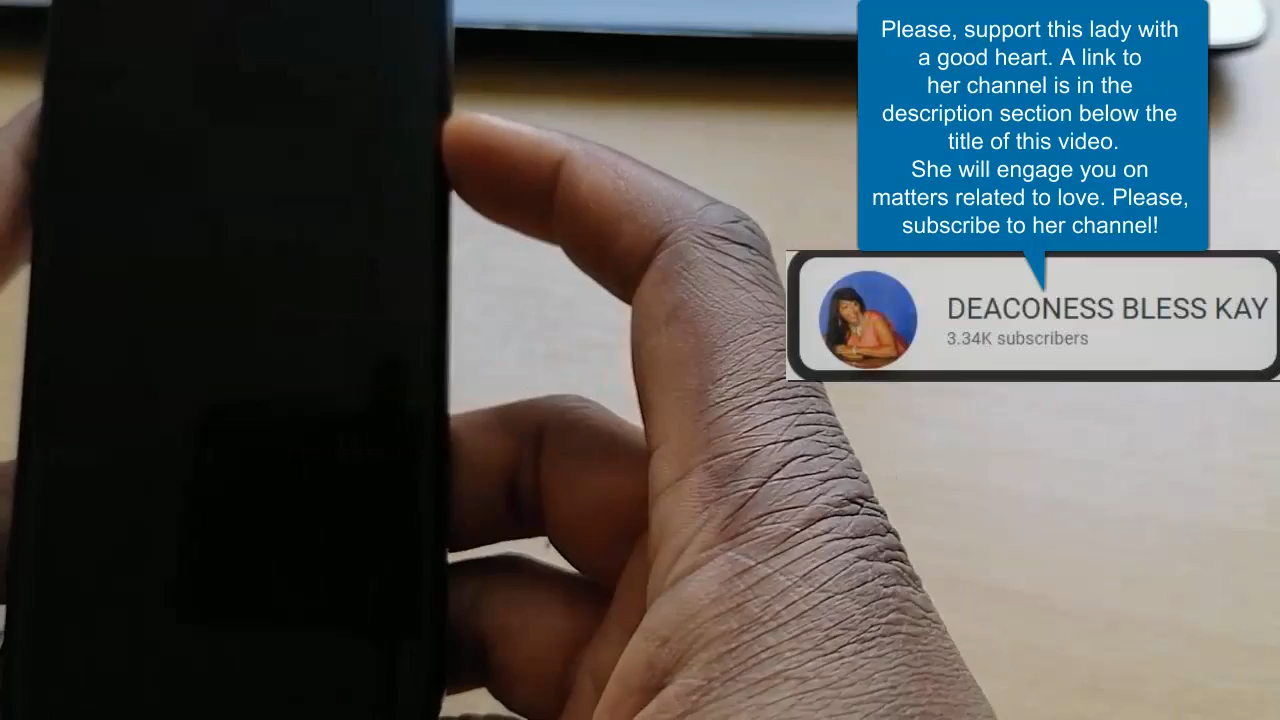 Please, support this lady with
a good heart. A link to
her channel is in the
description section below the
title of this video.
She will engage you on
matters related to love. Please,
subscribe to her channel!
DEACONESS BLESS KAY
3.34K subscribers